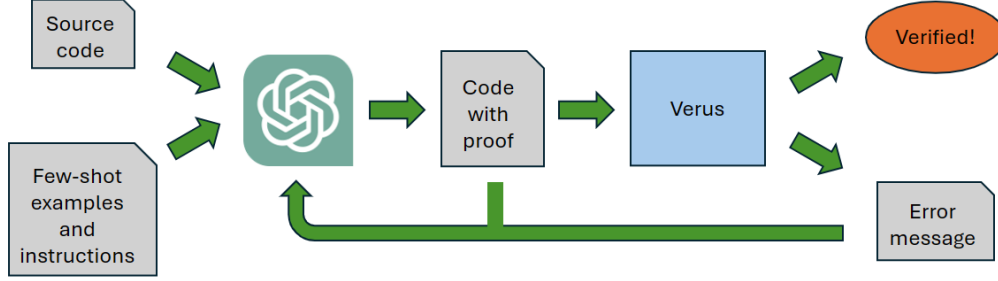 Source
code
Few-shot
examples
and
instructions
Code
with
proof
Verus
Verified!
Error
message